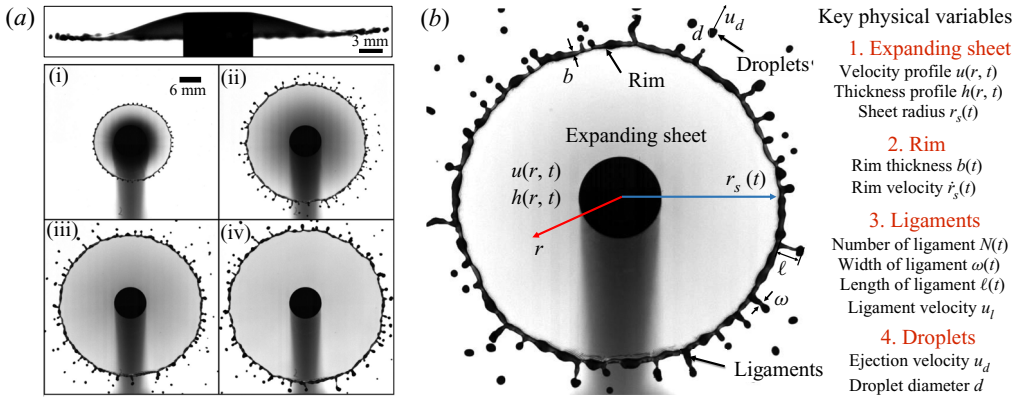 (a)
3 mm
(i)
6 mm
(ii)
(iii)
(iv)
(b)
d
u_d
Droplets
b
Rim
Expanding sheet
u(r, t)
h(r, t)
r_s (t)
r
ℓ
ω
Ligaments
Key physical variables
1. Expanding sheet
Velocity profile u(r, t)
Thickness profile h(r, t)
Sheet radius r_s(t)
2. Rim
Rim thickness b(t)
Rim velocity ṙ_s(t)
3. Ligaments
Number of ligament N(t)
Width of ligament ω(t)
Length of ligament ℓ(t)
Ligament velocity u_l
4. Droplets
Ejection velocity u_d
Droplet diameter d